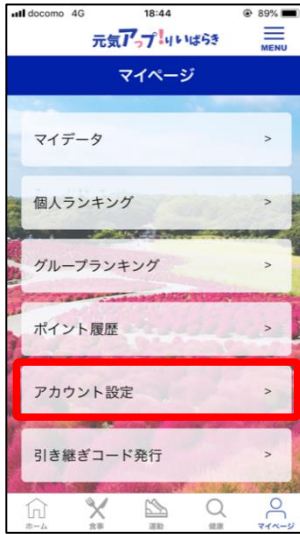 docomo 4G 18:44 89%
元気アップ!りいばらき
MENU
マイページ
マイデータ >
個人ランキング >
グループランキング >
ポイント履歴 >
アカウント設定 >
引き継ぎコード発行 >
ホーム 食事 運動 健康 マイページ